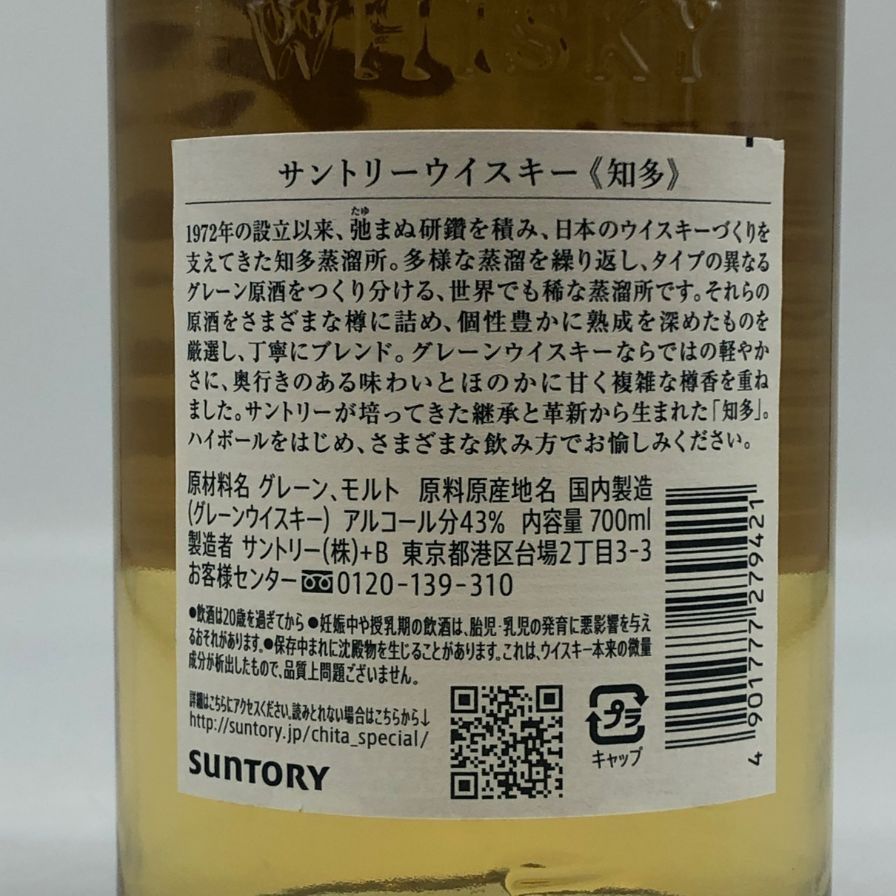 WHISKY
サントリーウイスキー《知多》
たゆ
1972年の設立以来、弛まぬ研鑽を積み、日本のウイスキーづくりを
支えてきた知多蒸溜所。多様な蒸溜を繰り返し、タイプの異なる
グレーン原酒をつくり分ける、世界でも稀な蒸溜所です。それらの
原酒をさまざまな樽に詰め、個性豊かに熟成を深めたものを
厳選し、丁寧にブレンド。グレーンウイスキーならではの軽やか
さに、奥行きのある味わいとほのかに甘く複雑な樽香を重ね
ました。サントリーが培ってきた継承と革新から生まれた「知多」。
ハイボールをはじめ、さまざまな飲み方でお愉しみください。
原材料名 グレーン、モルト 原料原産地名 国内製造
(グレーンウイスキー) アルコール分43% 内容量 700ml
製造者 サントリー(株)+B 東京都港区台場2丁目3-3
お客様センター 0120-139-310
●飲酒は20歳を過ぎてから ●妊娠中や授乳期の飲酒は、胎児・乳児の発育に悪影響を与え
るおそれがあります。●保存中まれに沈殿物を生じることがあります。これは、ウイスキー本来の微量
成分が析出したもので、品質上問題ございません。
詳細はこちらにアクセスください。読みとれない場合はこちらから↓
http://suntory.jp/chita_special/
SUNTORY
プラ
キャップ
4 901777 279421